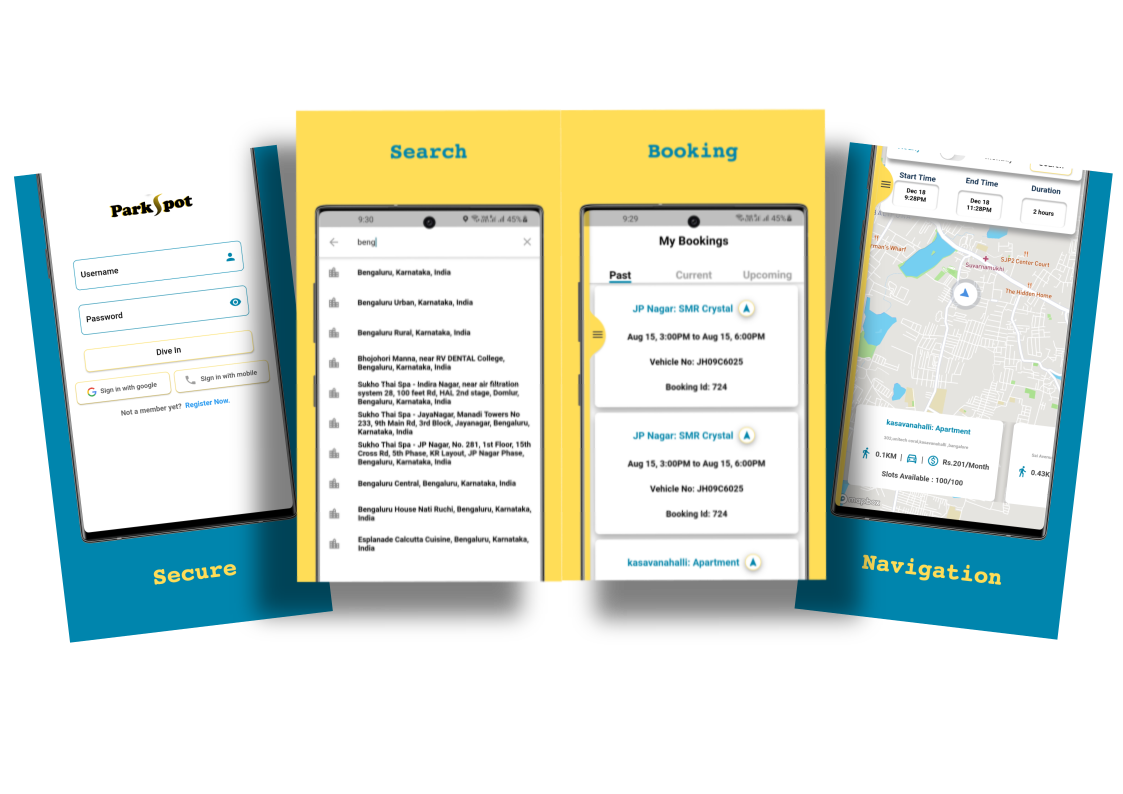 ParkSpot
Username
Password
Dive In
Sign in with google
Sign in with mobile
Not a member yet? Register Now.
Secure
Search
9:30
45%
beng
Bengaluru, Karnataka, India
Bengaluru Urban, Karnataka, India
Bengaluru Rural, Karnataka, India
Bhojohori Manna, near RV DENTAL College,
Bengaluru, Karnataka, India
Sukho Thai Spa - Indira Nagar, near air filtration
system 28, 100 feet Rd, HAL 2nd stage, Domlur,
Bengaluru, Karnataka, India
Sukho Thai Spa - JayaNagar, Manadi Towers No
233, 9th Main Rd, 3rd Block, Jayanagar, Bengaluru,
Karnataka, India
Sukho Thai Spa - JP Nagar, No. 281, 1st Floor, 15th
Cross Rd, 5th Phase, KR Layout, JP Nagar Phase,
Bengaluru, Karnataka, India
Bengaluru Central, Bengaluru, Karnataka, India
Bengaluru House Nati Ruchi, Bengaluru, Karnataka,
India
Esplanade Calcutta Cuisine, Bengaluru, Karnataka,
India
Booking
9:29
45%
My Bookings
Past
Current
Upcoming
JP Nagar: SMR Crystal
Aug 15, 3:00PM to Aug 15, 6:00PM
Vehicle No: JH09C6025
Booking Id: 724
JP Nagar: SMR Crystal
Aug 15, 3:00PM to Aug 15, 6:00PM
Vehicle No: JH09C6025
Booking Id: 724
kasavanahalli: Apartment
Start Time
End Time
Duration
Dec 18
9:28PM
Dec 18
11:28PM
2 hours
man's Wharf
SJP2 Center Court
Suvarnamukhi
The Hidden Home
kasavanahalli: Apartment
0.1KM | | Rs.201/Month
Slots Available : 100/100
0.43K
mapbox
Navigation